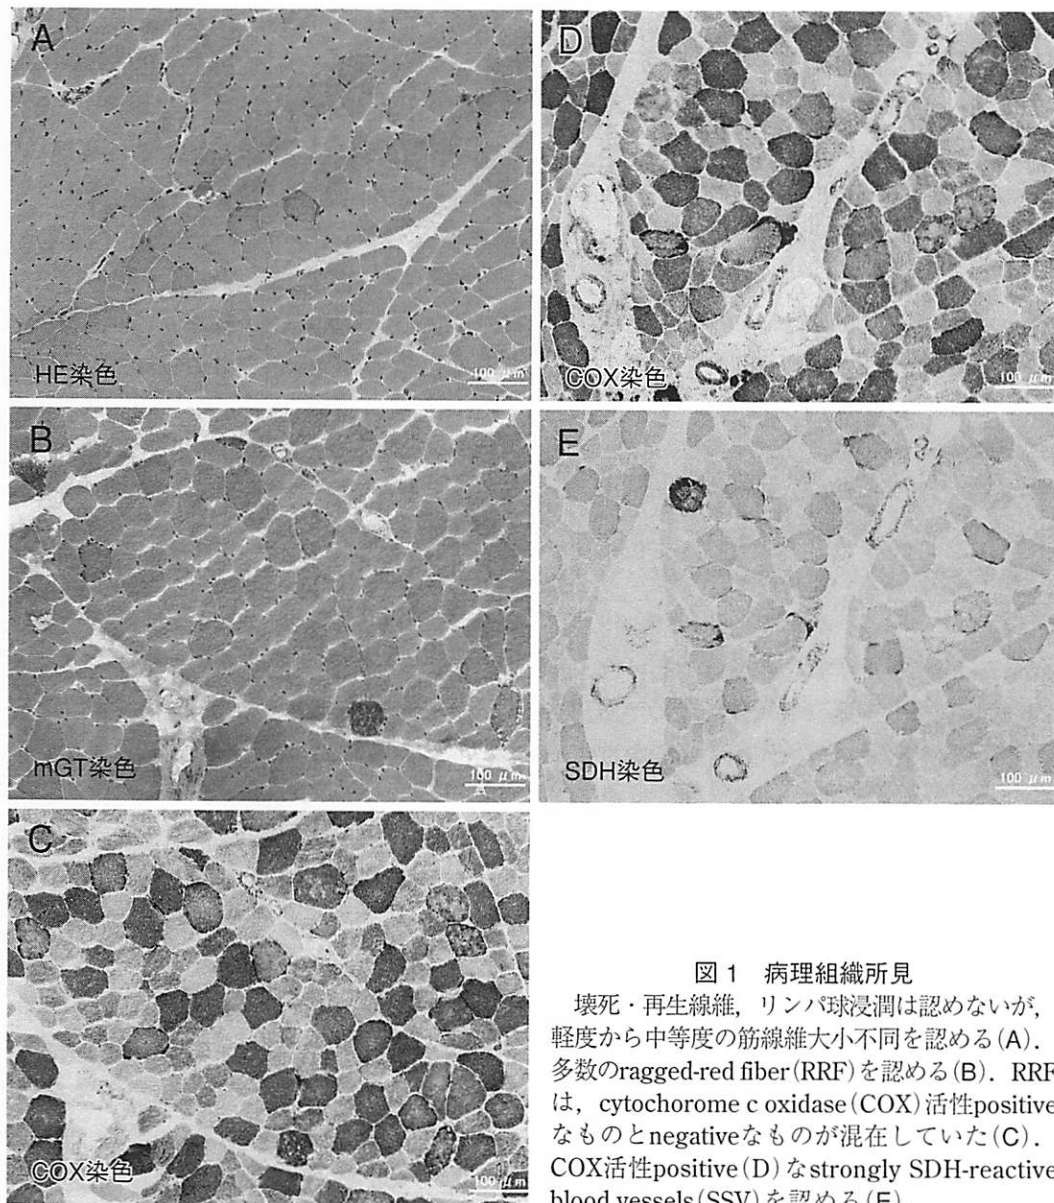 A
HE染色
100 μm
B
mGT染色
100 μm
C
COX染色
100 μm
D
COX染色
100 μm
E
SDH染色
100 μm
図1 病理組織所見
壊死・再生線維，リンパ球浸潤は認めないが，
軽度から中等度の筋線維大小不同を認める(A)．
多数のragged-red fiber(RRF)を認める(B)．RRF
は，cytochorome c oxidase(COX)活性positive
なものとnegativeなものが混在していた(C)．
COX活性positive(D)なstrongly SDH-reactive
blood vessels(SSV)を認める(E)